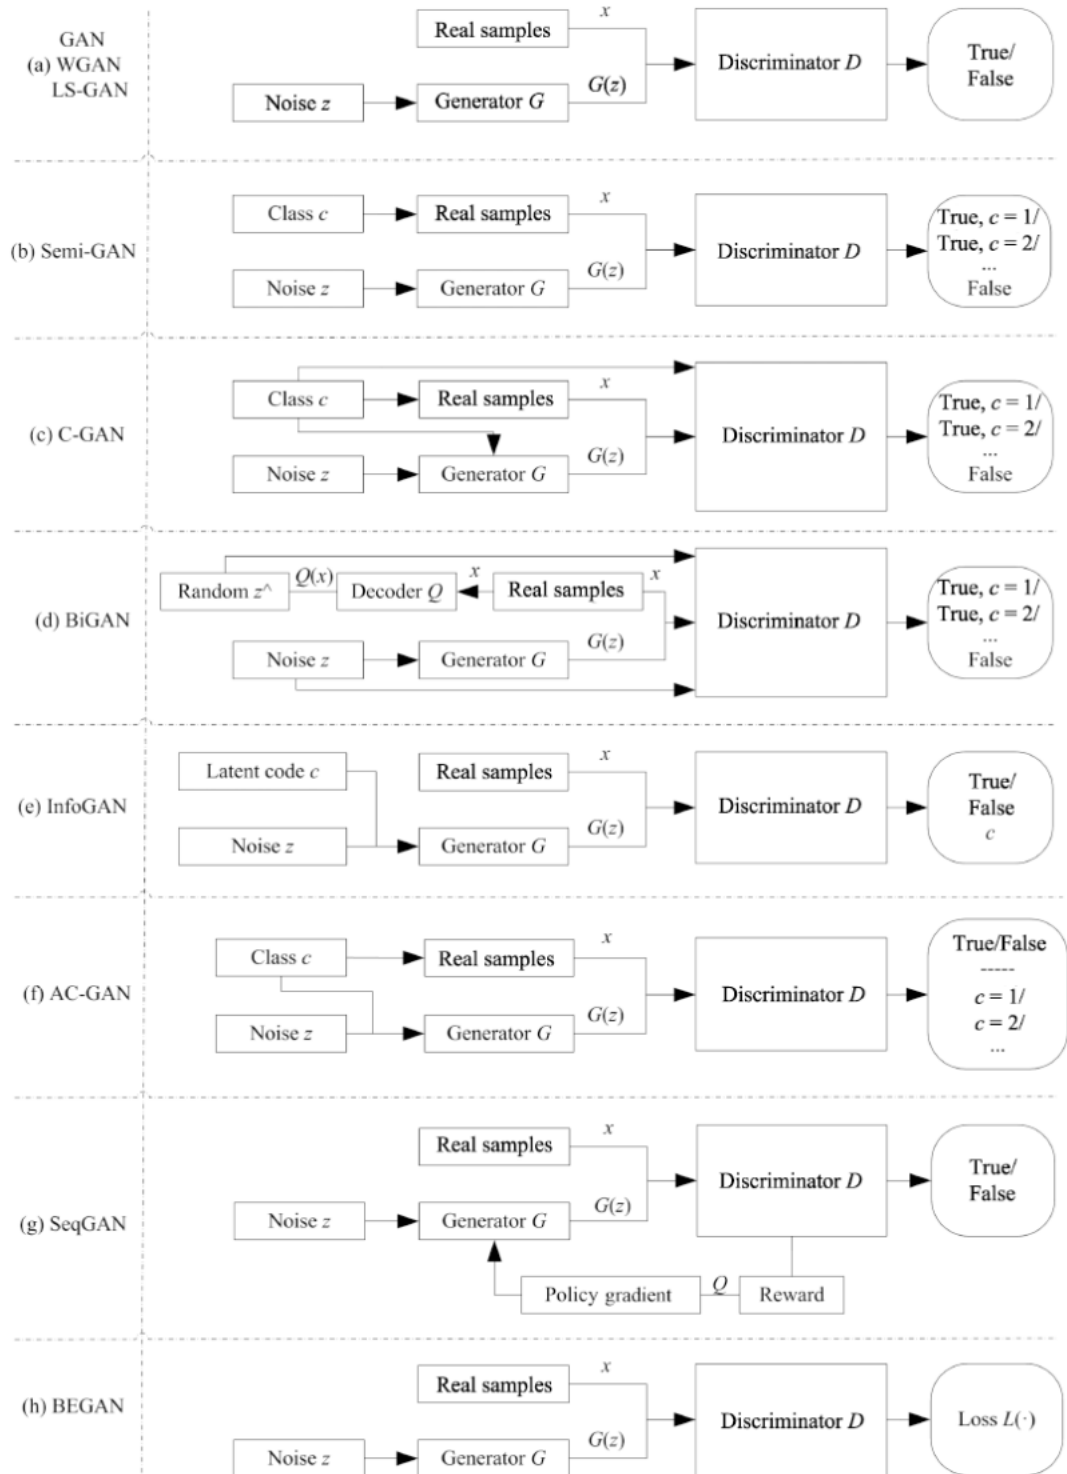 GAN
(a) WGAN
LS-GAN
Real samples
x
Noise z
Generator G
G(z)
Discriminator D
True/
False
(b) Semi-GAN
Class c
Real samples
x
Noise z
Generator G
G(z)
Discriminator D
True, c = 1/
True, c = 2/
...
False
(c) C-GAN
Class c
Real samples
x
Noise z
Generator G
G(z)
Discriminator D
True, c = 1/
True, c = 2/
...
False
(d) BiGAN
Random z^
Q(x)
Decoder Q
x
Real samples
x
Noise z
Generator G
G(z)
Discriminator D
True, c = 1/
True, c = 2/
...
False
(e) InfoGAN
Latent code c
Real samples
x
Noise z
Generator G
G(z)
Discriminator D
True/
False
c
(f) AC-GAN
Class c
Real samples
x
Noise z
Generator G
G(z)
Discriminator D
True/False
-----
c = 1/
c = 2/
...
(g) SeqGAN
Real samples
x
Noise z
Generator G
G(z)
Discriminator D
True/
False
Policy gradient
Q
Reward
(h) BEGAN
Real samples
x
Noise z
Generator G
G(z)
Discriminator D
Loss L(·)